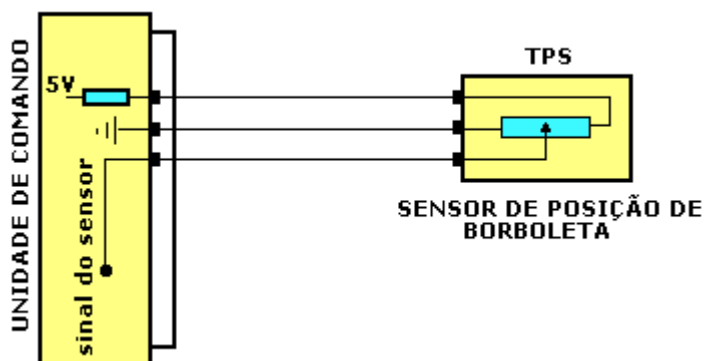 UNIDADE DE COMANDO
5V
sinal do sensor
TPS
SENSOR DE POSIÇÃO DE
BORBOLETA